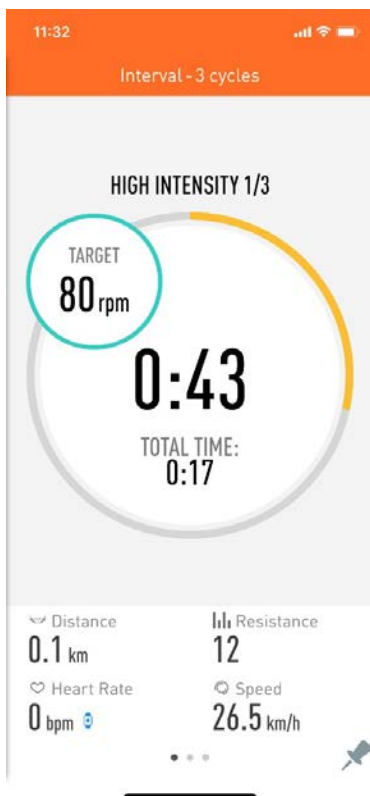 11:32
Interval - 3 cycles
HIGH INTENSITY 1/3
TARGET
80 rpm
0:43
TOTAL TIME:
0:17
Distance
Resistance
0.1 km
12
Heart Rate
Speed
0 bpm
26.5 km/h